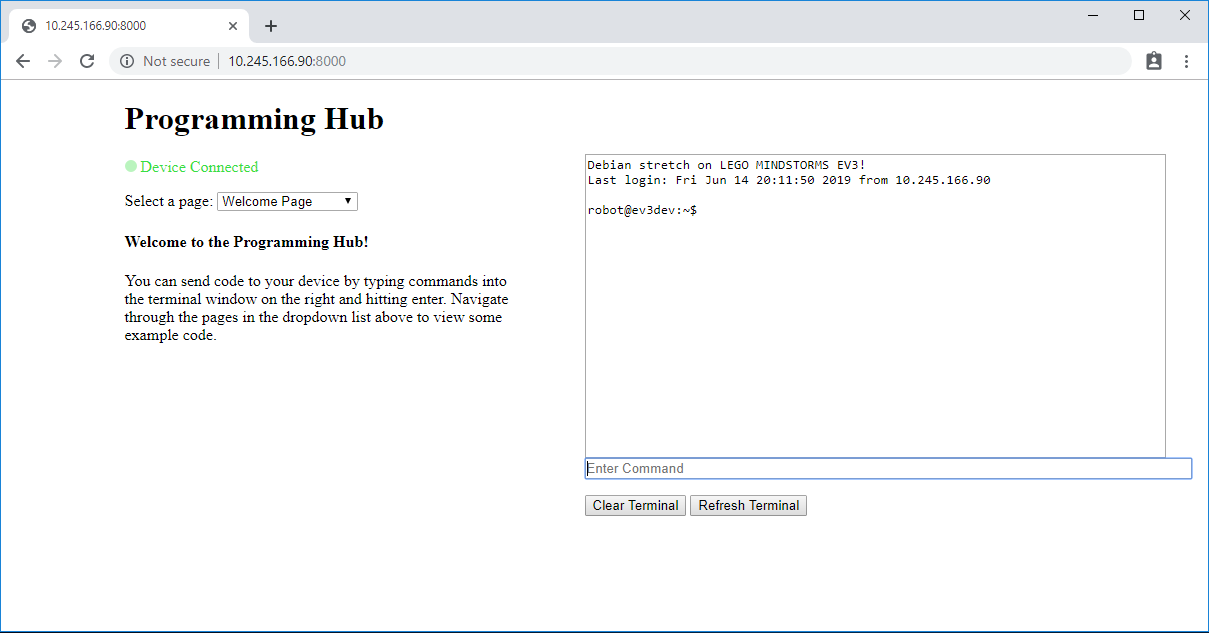 10.245.166.90:8000
Not secure | 10.245.166.90:8000
Programming Hub
Device Connected
Select a page: Welcome Page
Welcome to the Programming Hub!
You can send code to your device by typing commands into
the terminal window on the right and hitting enter. Navigate
through the pages in the dropdown list above to view some
example code.
Debian stretch on LEGO MINDSTORMS EV3!
Last login: Fri Jun 14 20:11:50 2019 from 10.245.166.90
robot@ev3dev:~$
Enter Command
Clear Terminal Refresh Terminal